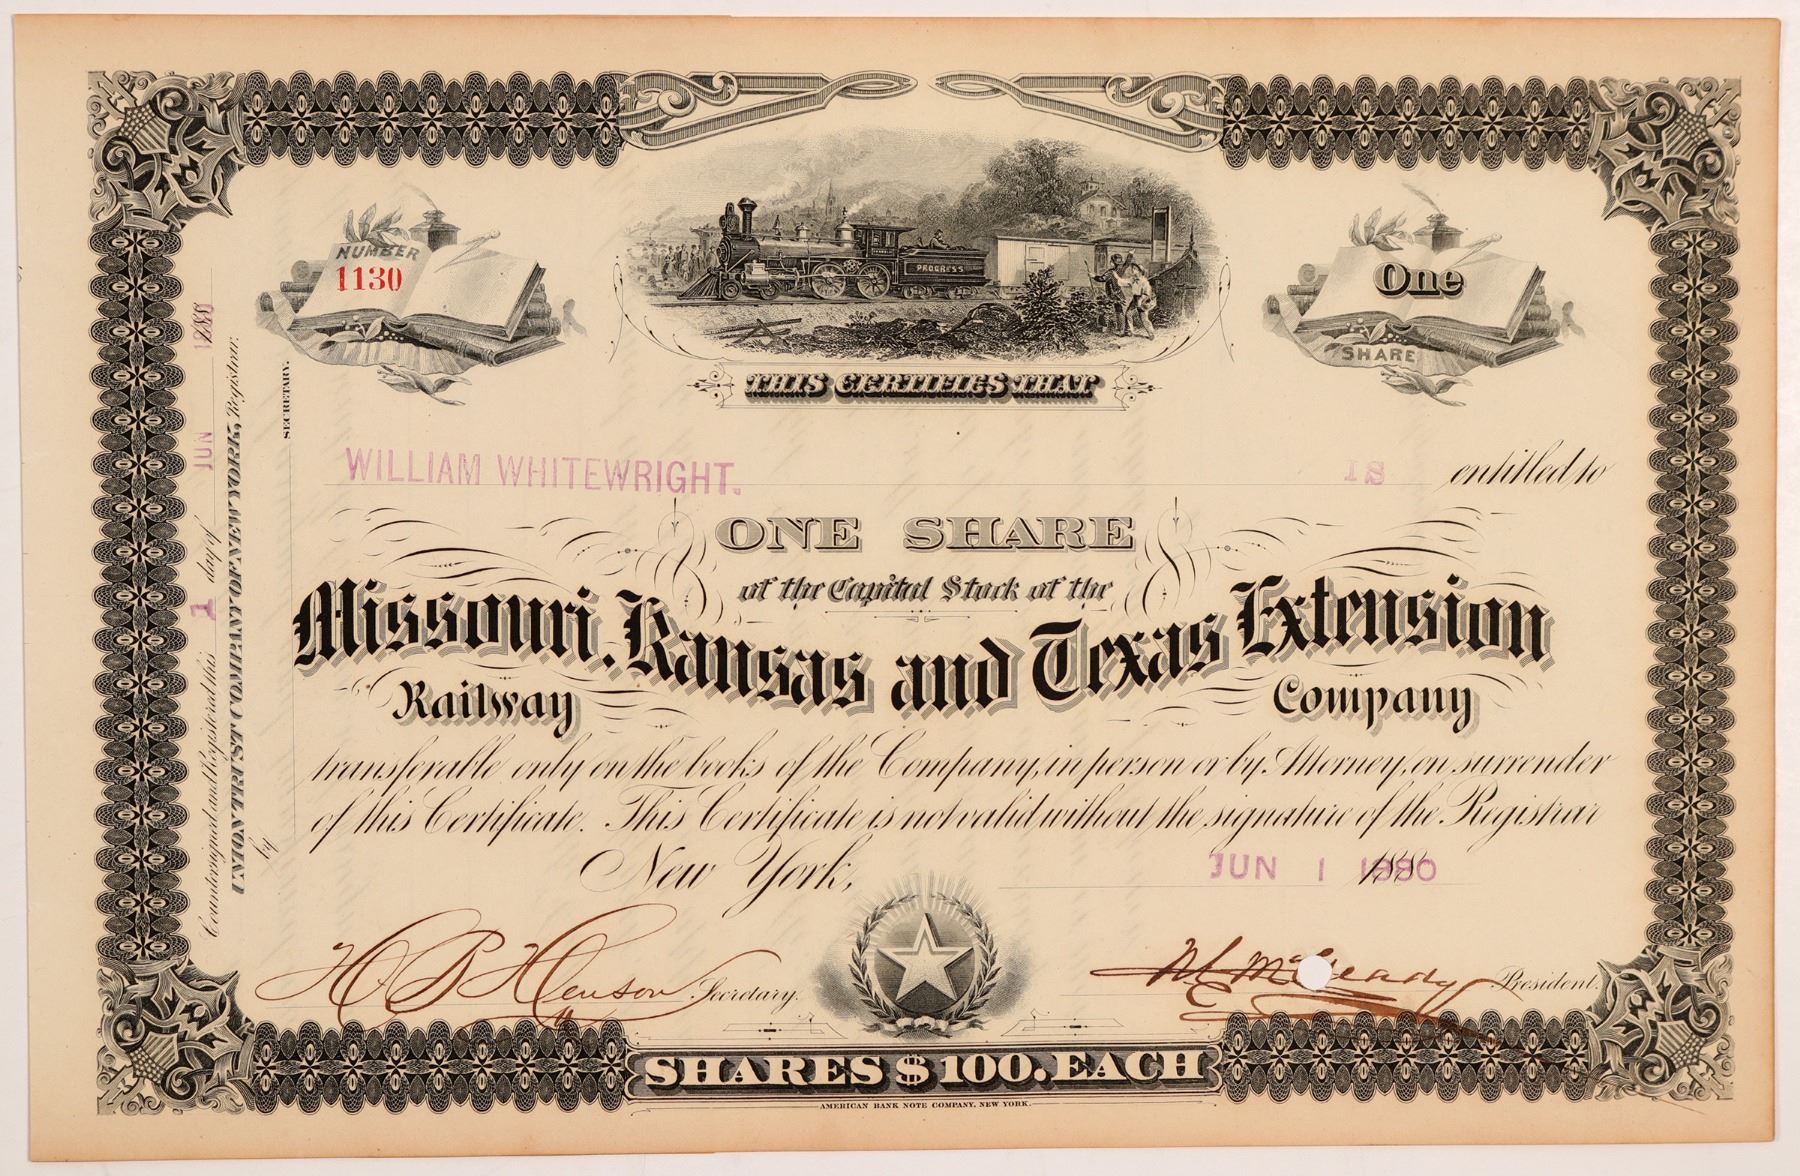 NUMBER
1130
PROGRESS
One
SHARE
THIS CERTIFIES THAT
WILLIAM WHITEWRIGHT. IS entitled to
ONE SHARE
of the Capital Stock of the
Missouri, Kansas and Texas Extension
Railway Company
transferable only on the books of the Company, in person or by Attorney, on surrender
of this Certificate. This Certificate is not valid without the signature of the Registrar
New York, JUN 1 1880
Secretary.
President.
SHARES $100. EACH
AMERICAN BANK NOTE COMPANY, NEW YORK.
Countersigned and Registered this 1 day of JUN 1880
UNION TRUST COMPANY OF NEW YORK, Registrar.
by
SECRETARY.